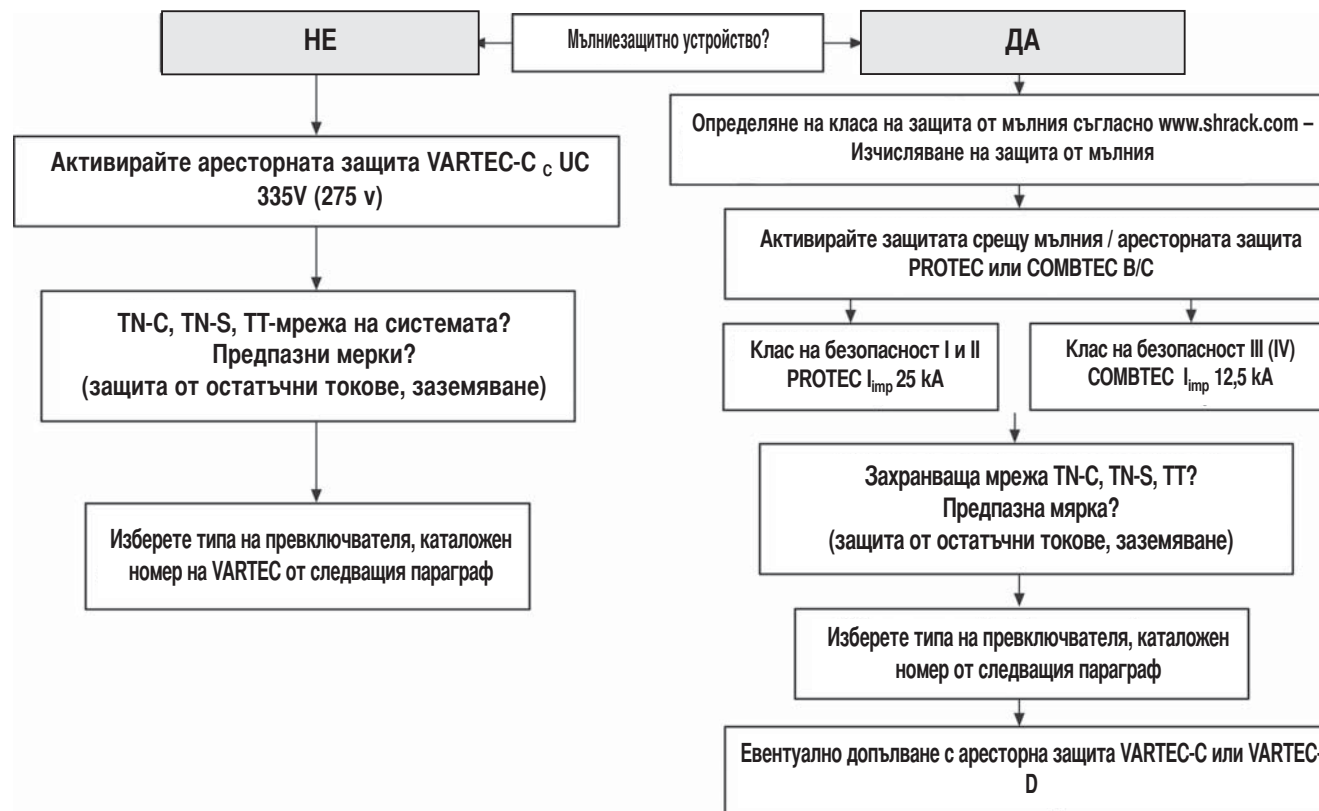 Мълниезащитно устройство?
НЕ
ДА
Активирайте аресторната защита VARTEC-C C UC
335V (275 v)
TN-C, TN-S, TT-мрежа на системата?
Предпазни мерки?
(защита от остатъчни токове, заземяване)
Изберете типа на превключвателя, каталожен
номер на VARTEC от следващия параграф
Определяне на класа на защита от мълния съгласно www.shrack.com –
Изчисляване на защита от мълния
Активирайте защитата срещу мълния / аресторната защита
PROTEC или COMBTEC B/C
Клас на безопасност I и II
PROTEC Iimp 25 kA
Клас на безопасност III (IV)
COMBTEC Iimp 12,5 kA
Захранваща мрежа TN-C, TN-S, TT?
Предпазна мярка?
(защита от остатъчни токове, заземяване)
Изберете типа на превключвателя, каталожен
номер от следващия параграф
Евентуално допълване с аресторна защита VARTEC-C или VARTEC-
D